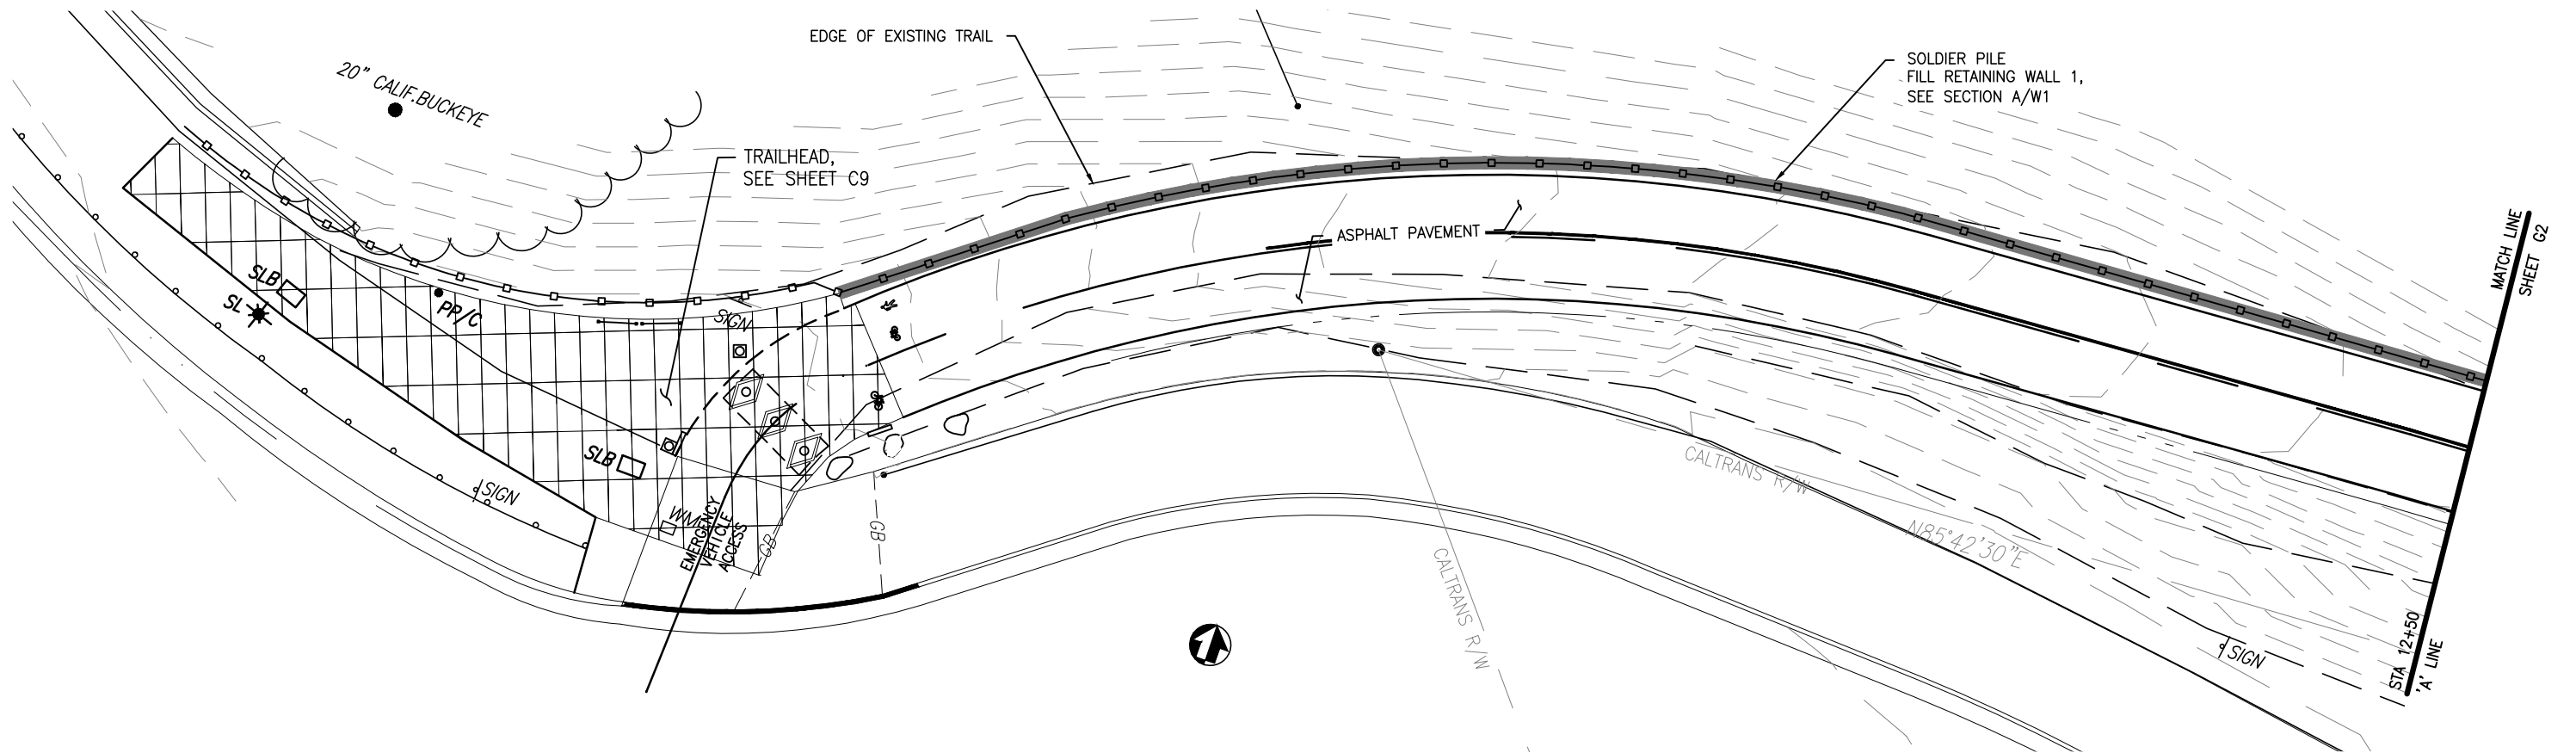 EDGE OF EXISTING TRAIL
SOLDIER PILE
FILL RETAINING WALL 1,
SEE SECTION A/W1
20" CALIF.BUCKEYE
TRAILHEAD,
SEE SHEET C9
ASPHALT PAVEMENT
MATCH LINE
SHEET G2
SLB
SL
PP/C
SIGN
SLB
SIGN
WM
EMERGENCY
VEHICLE
ACCESS
GB
GB
CALTRANS R/W
CALTRANS R/W
N85°42'30"E
SIGN
STA 12+50
'A' LINE